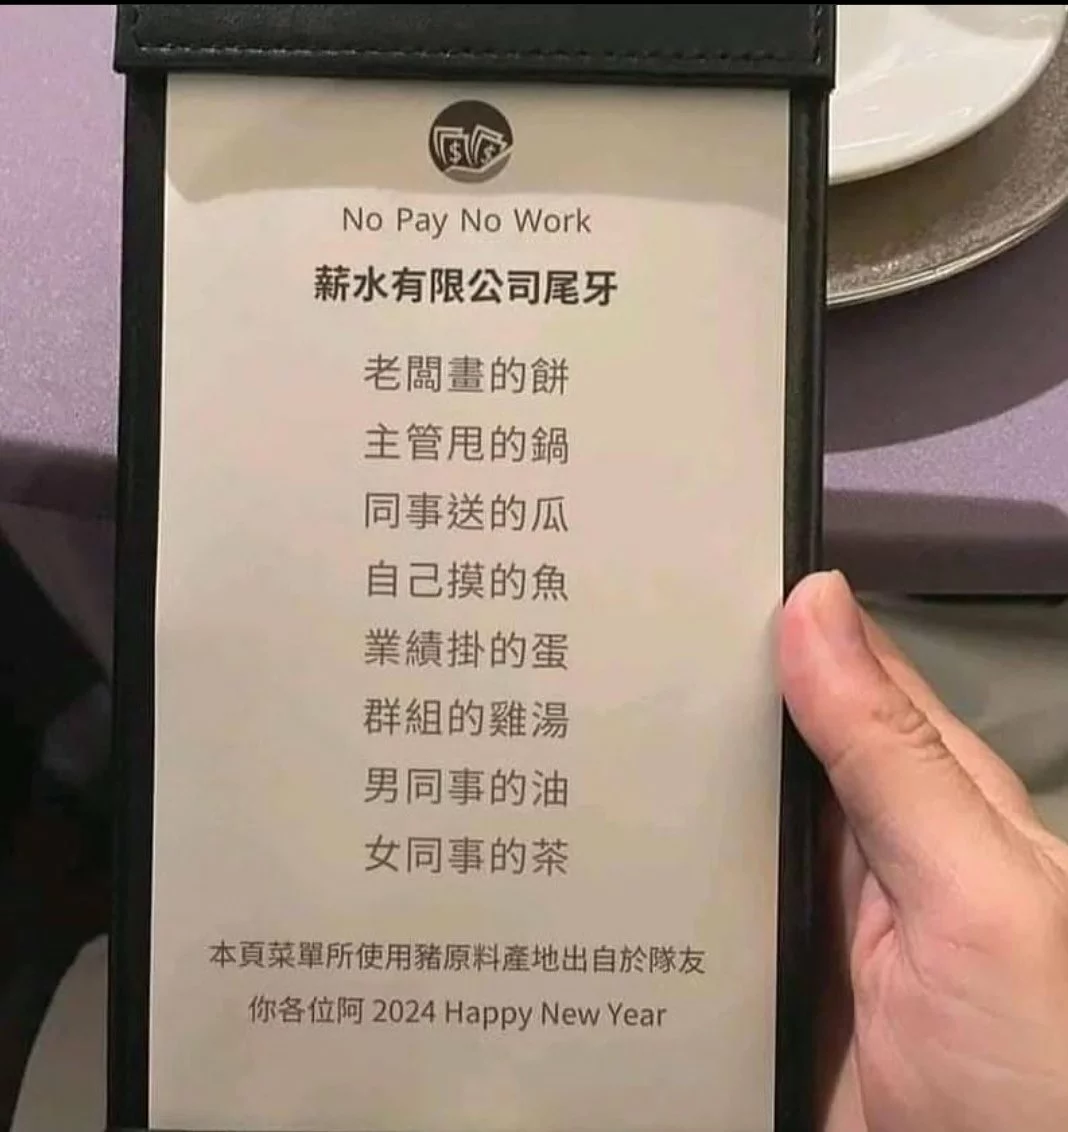 No Pay No Work
薪水有限公司尾牙
老闆畫的餅
主管甩的鍋
同事送的瓜
自己摸的魚
業績掛的蛋
群組的雞湯
男同事的油
女同事的茶
本頁菜單所使用豬原料產地出自於隊友
你各位阿 2024 Happy New Year